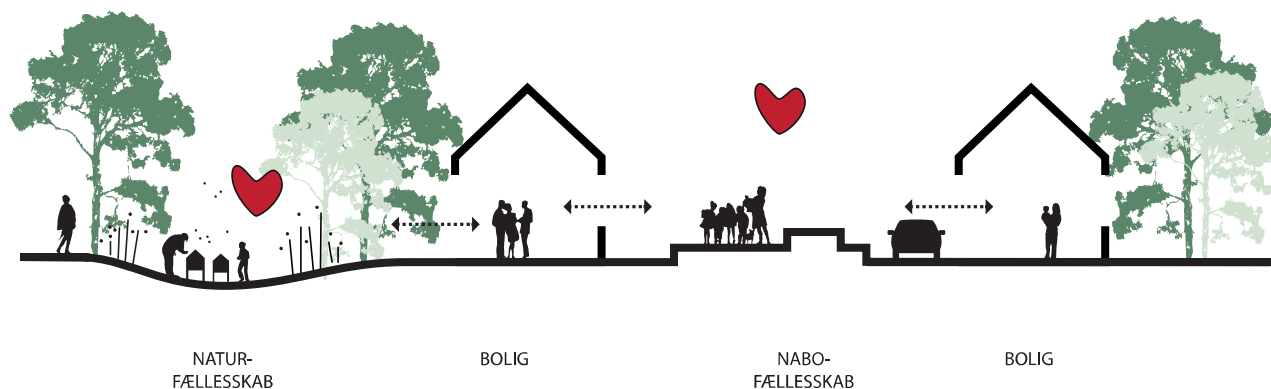 NATUR-
FÆLLESSKAB
BOLIG
NABO-
FÆLLESSKAB
BOLIG